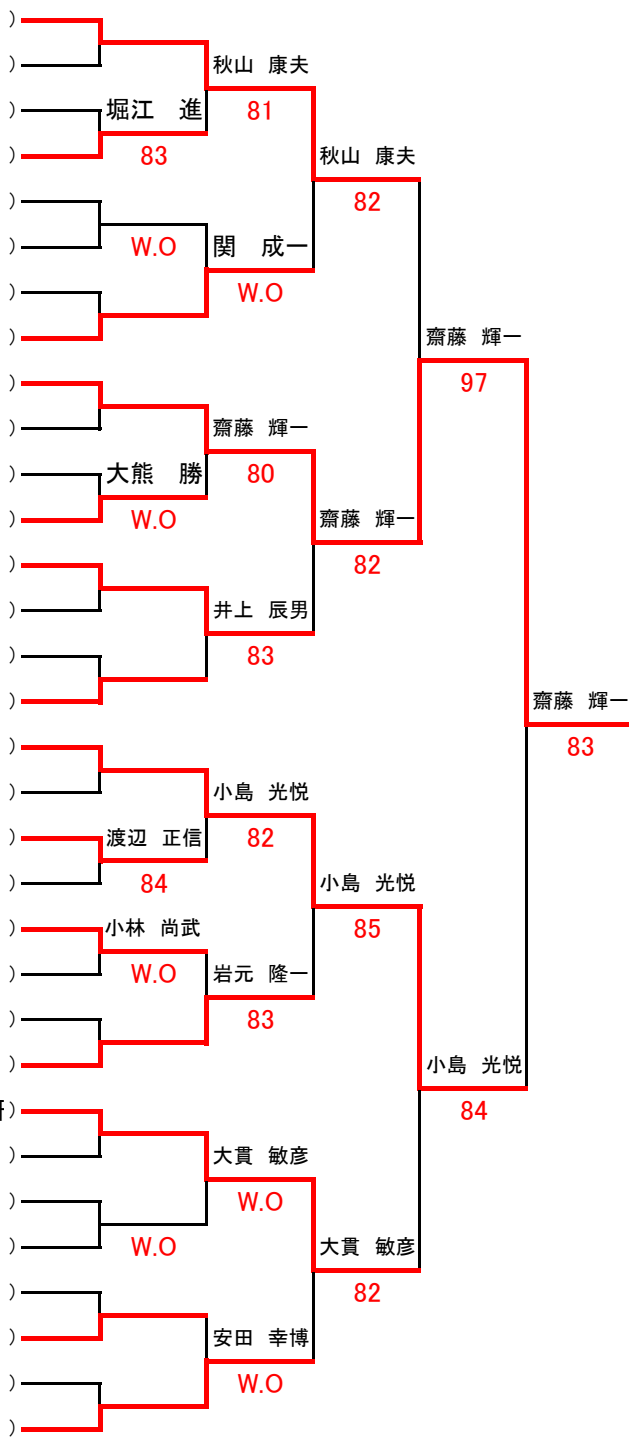 )
)
秋山 康夫
)
堀江 進
81
)
83
秋山 康夫
)
82
)
W.O
関 成一
)
W.O
)
齋藤 輝一
)
97
)
齋藤 輝一
)
大熊 勝
80
)
W.O
齋藤 輝一
)
82
)
井上 辰男
)
83
)
齋藤 輝一
)
83
)
小島 光悦
)
渡辺 正信
82
)
84
小島 光悦
)
小林 尚武
85
)
W.O
岩元 隆一
)
83
)
小島 光悦
)
84
)
大貫 敏彦
)
W.O
)
W.O
大貫 敏彦
)
82
)
安田 幸博
)
W.O
)